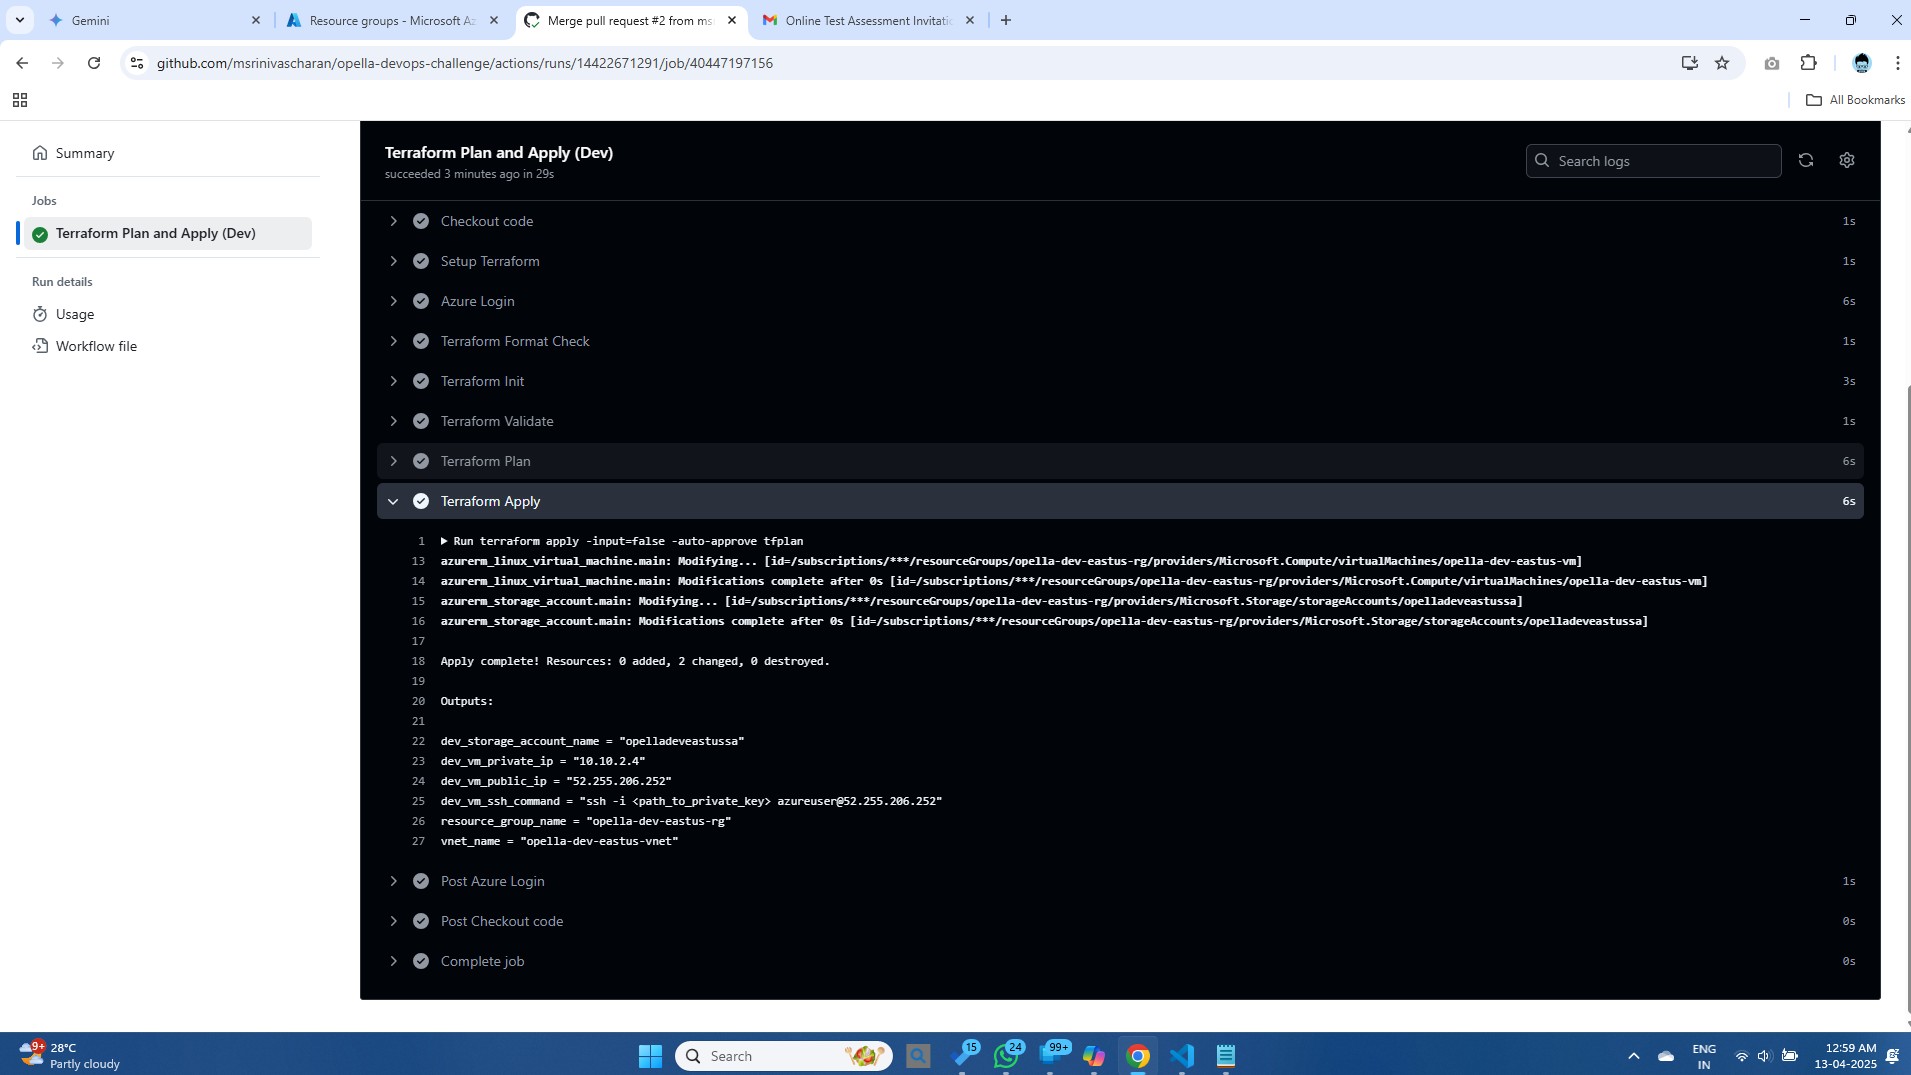 Gemini
Resource groups - Microsoft Az
Merge pull request #2 from ms
Online Test Assessment Invitatio
github.com/msrinivascharan/opella-devops-challenge/actions/runs/14422671291/job/40447197156
All Bookmarks
Summary
Jobs
Terraform Plan and Apply (Dev)
Run details
Usage
Workflow file
Terraform Plan and Apply (Dev)
succeeded 3 minutes ago in 29s
Search logs
Checkout code 1s
Setup Terraform 1s
Azure Login 6s
Terraform Format Check 1s
Terraform Init 3s
Terraform Validate 1s
Terraform Plan 6s
Terraform Apply 6s
1 ▶ Run terraform apply -input=false -auto-approve tfplan
13 azurerm_linux_virtual_machine.main: Modifying... [id=/subscriptions/***/resourceGroups/opella-dev-eastus-rg/providers/Microsoft.Compute/virtualMachines/opella-dev-eastus-vm]
14 azurerm_linux_virtual_machine.main: Modifications complete after 0s [id=/subscriptions/***/resourceGroups/opella-dev-eastus-rg/providers/Microsoft.Compute/virtualMachines/opella-dev-eastus-vm]
15 azurerm_storage_account.main: Modifying... [id=/subscriptions/***/resourceGroups/opella-dev-eastus-rg/providers/Microsoft.Storage/storageAccounts/opelladeveastussa]
16 azurerm_storage_account.main: Modifications complete after 0s [id=/subscriptions/***/resourceGroups/opella-dev-eastus-rg/providers/Microsoft.Storage/storageAccounts/opelladeveastussa]
17
18 Apply complete! Resources: 0 added, 2 changed, 0 destroyed.
19
20 Outputs:
21
22 dev_storage_account_name = "opelladeveastussa"
23 dev_vm_private_ip = "10.10.2.4"
24 dev_vm_public_ip = "52.255.206.252"
25 dev_vm_ssh_command = "ssh -i <path_to_private_key> azureuser@52.255.206.252"
26 resource_group_name = "opella-dev-eastus-rg"
27 vnet_name = "opella-dev-eastus-vnet"
Post Azure Login 1s
Post Checkout code 0s
Complete job 0s
9+
28°C
Partly cloudy
Search
15
24
99+
ENG
IN
12:59 AM
13-04-2025